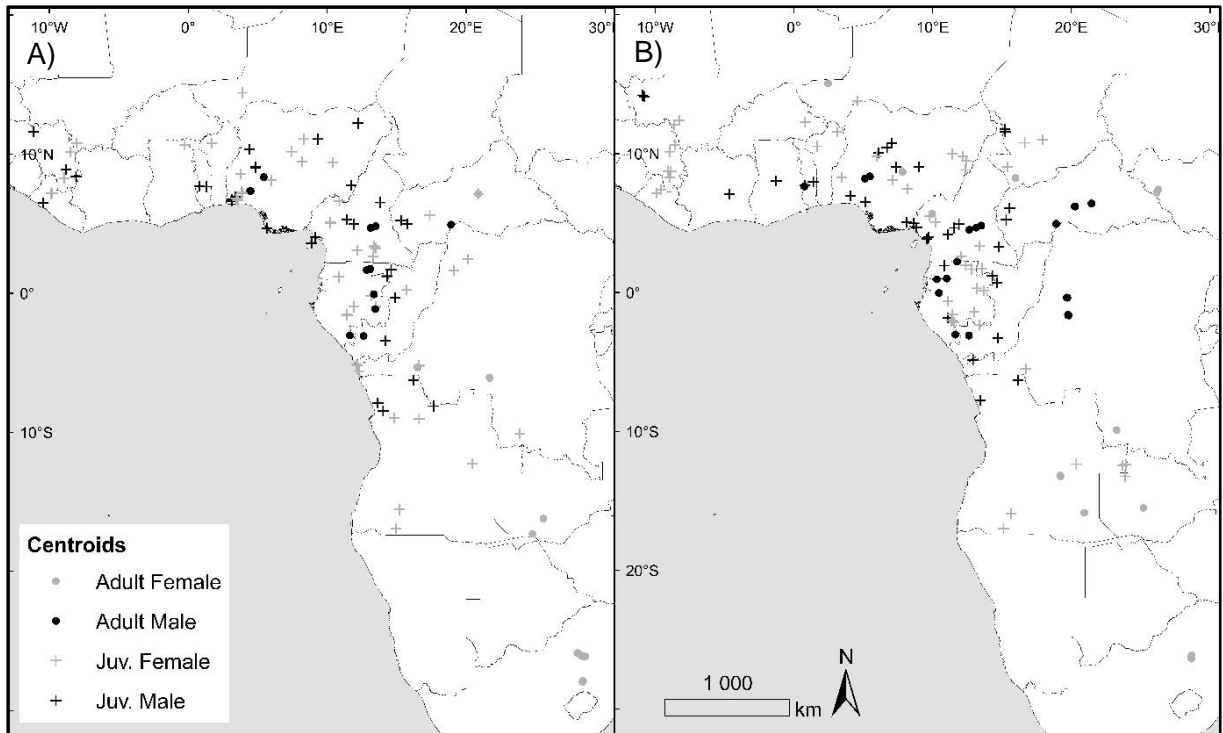 10°W 0° 10°E 20°E 30°E 10°W 0° 10°E 20°E 30°
A) B)
10°N 10°N
0° 0°
10°S 10°S
20°S
Centroids
Adult Female
Adult Male
Juv. Female
Juv. Male
N
1 000
km